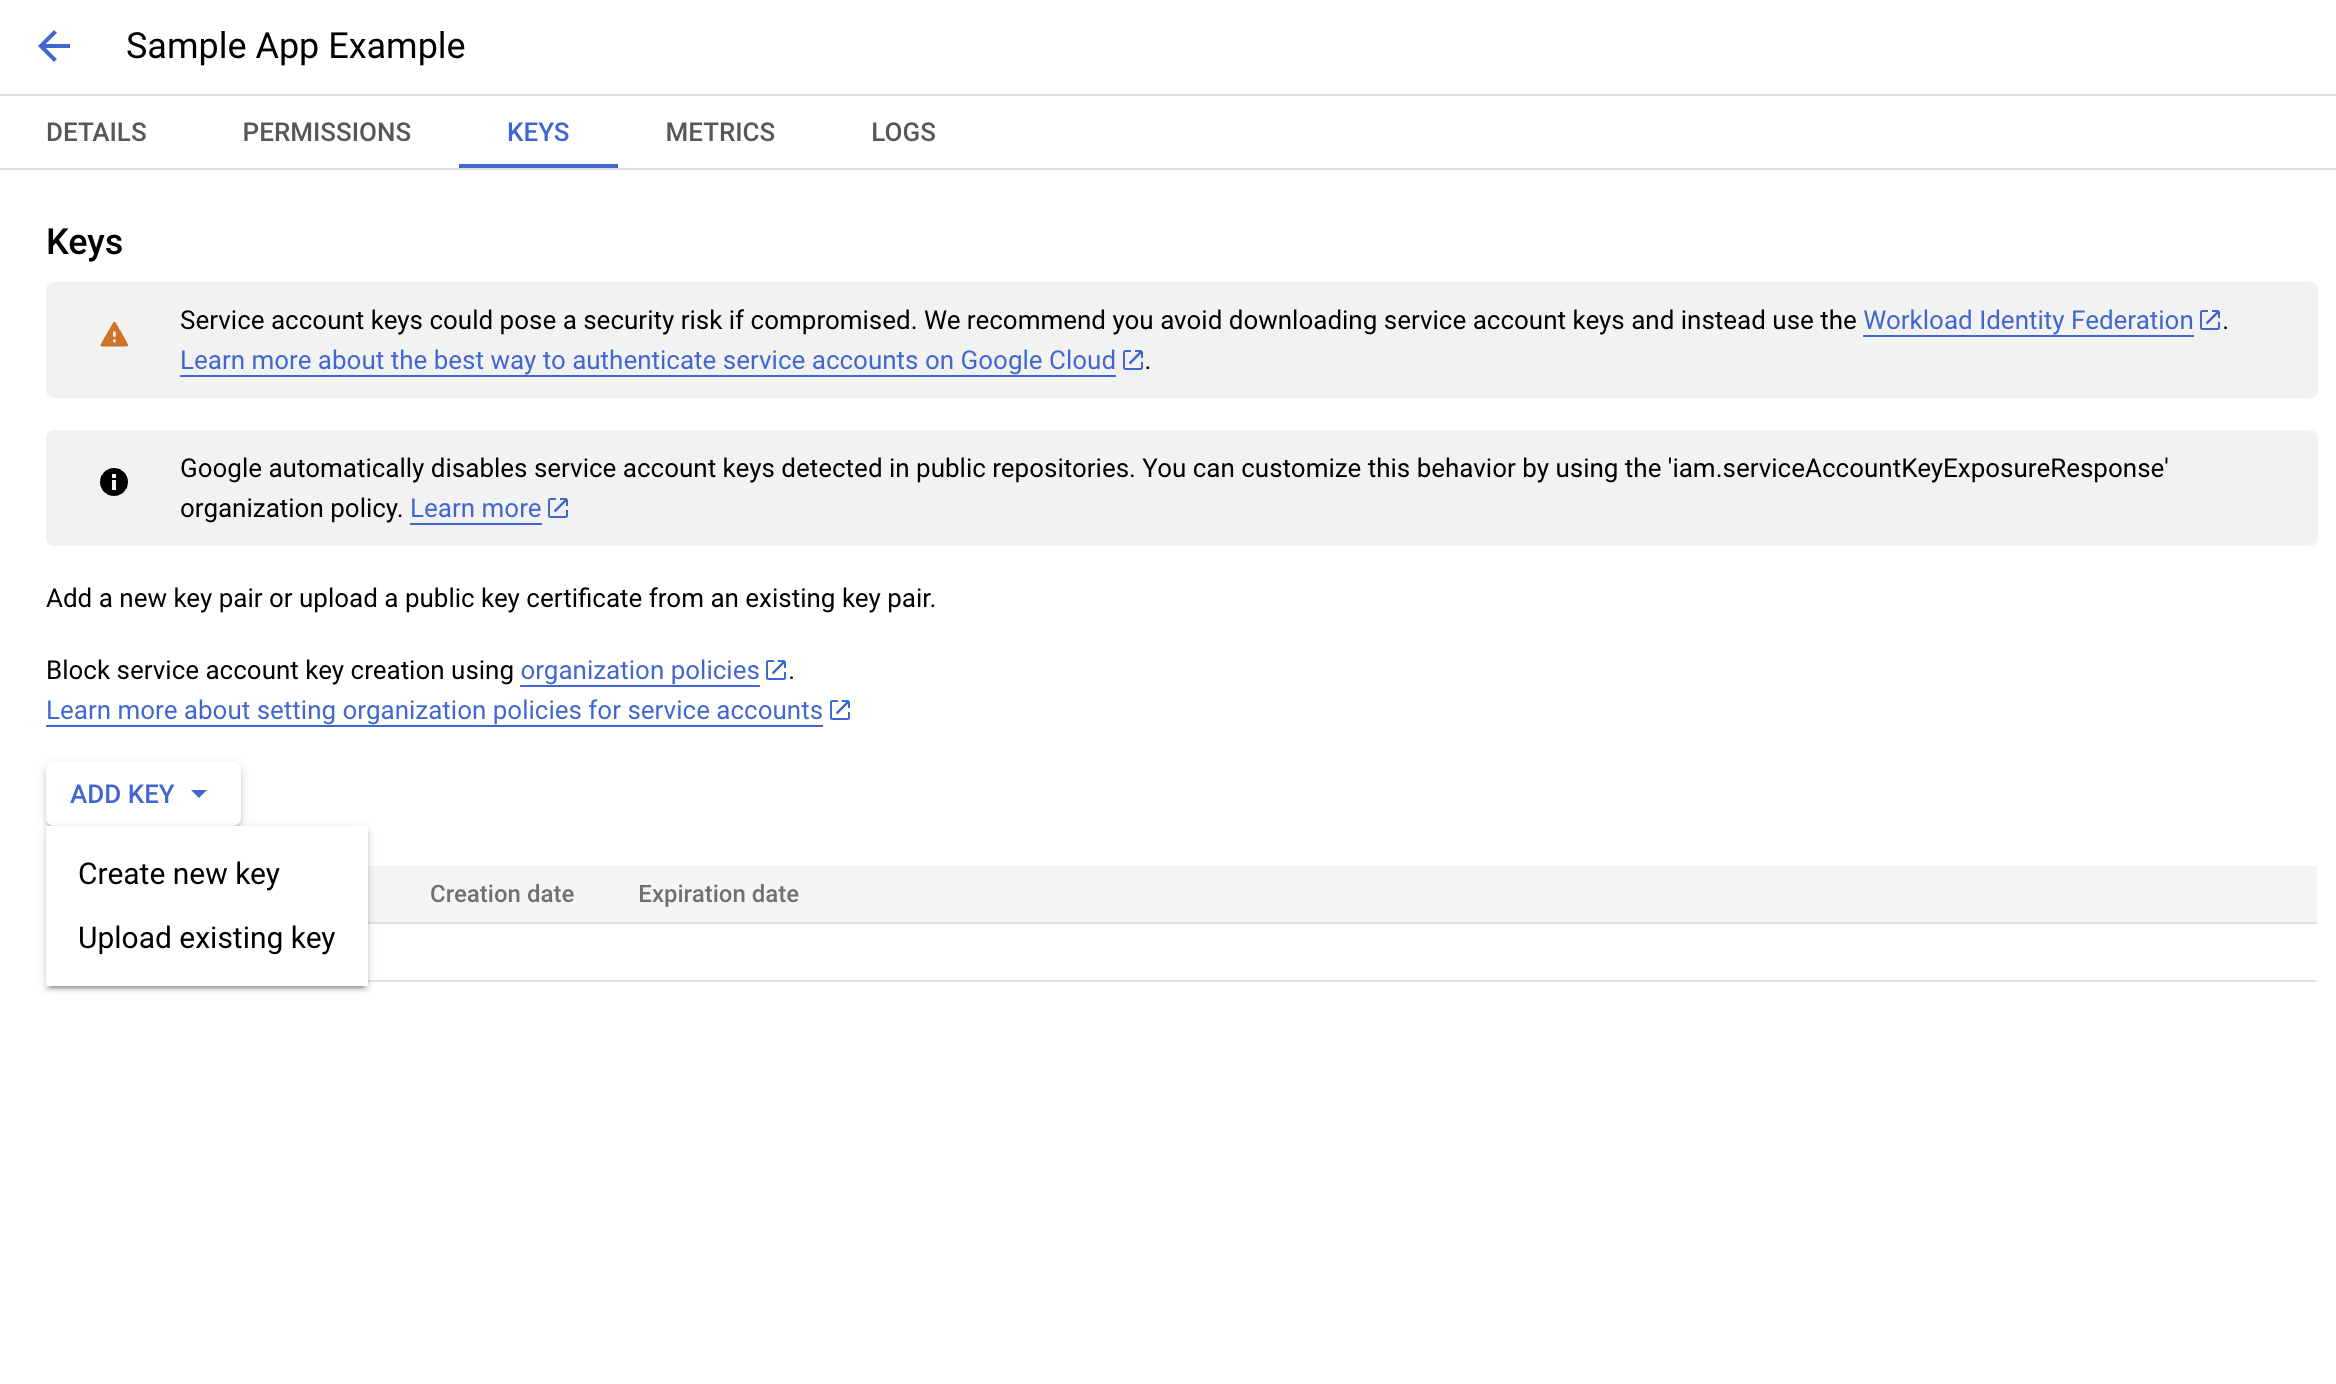 Sample App Example
DETAILS PERMISSIONS KEYS METRICS LOGS
Keys
Service account keys could pose a security risk if compromised. We recommend you avoid downloading service account keys and instead use the Workload Identity Federation.
Learn more about the best way to authenticate service accounts on Google Cloud.
Google automatically disables service account keys detected in public repositories. You can customize this behavior by using the 'iam.serviceAccountKeyExposureResponse'
organization policy. Learn more
Add a new key pair or upload a public key certificate from an existing key pair.
Block service account key creation using organization policies.
Learn more about setting organization policies for service accounts
ADD KEY
Create new key
Upload existing key
Creation date Expiration date